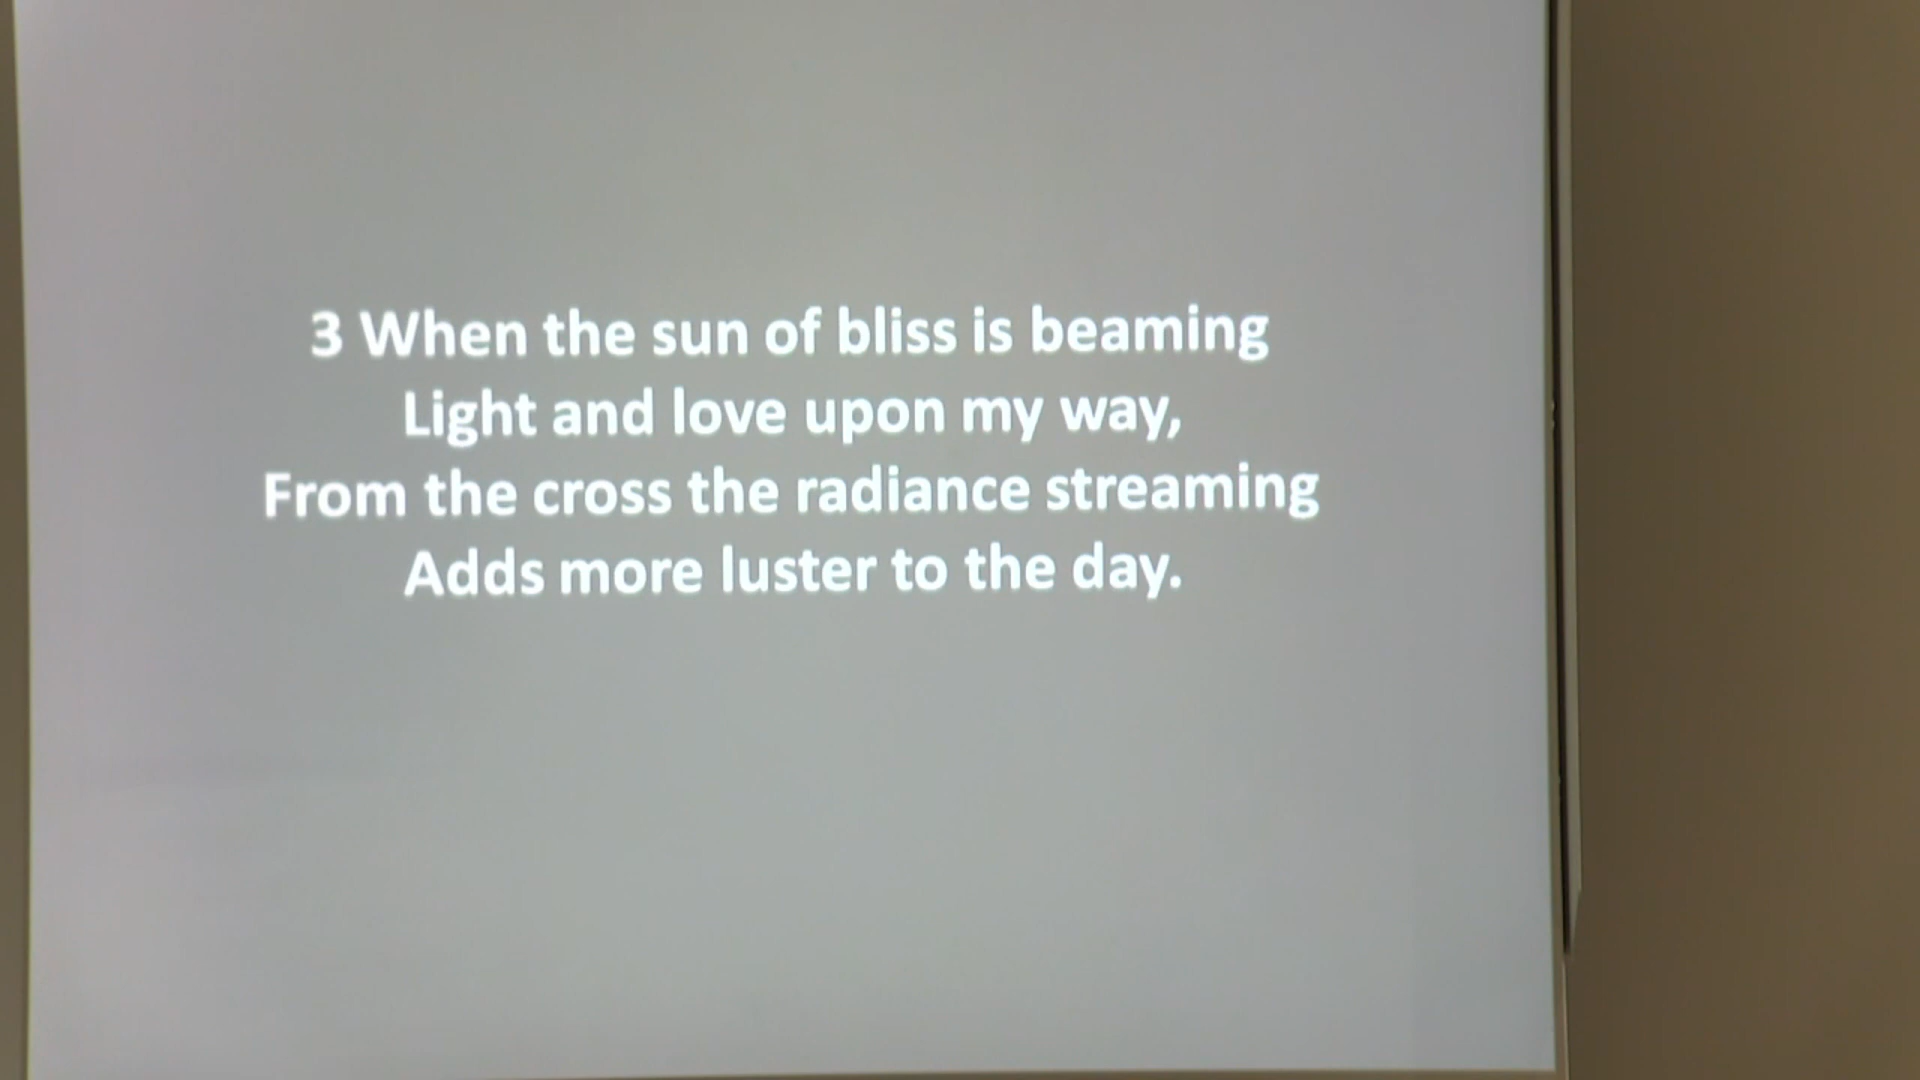 3 When the sun of bliss is beaming
Light and love upon my way,
From the cross the radiance streaming
Adds more luster to the day.